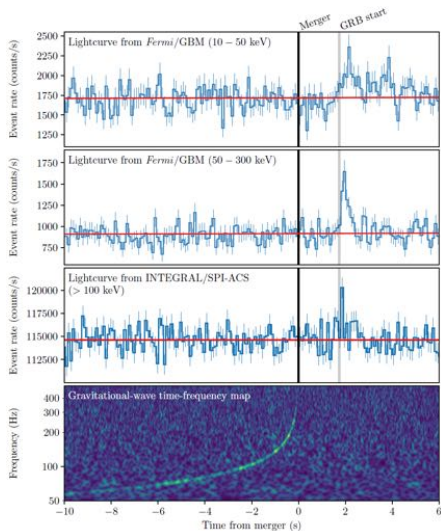 Merger
GRB start
Lightcurve from Fermi/GBM (10 − 50 keV)
Event rate (counts/s)
2500
2250
2000
1750
1500
1250
Lightcurve from Fermi/GBM (50 − 300 keV)
Event rate (counts/s)
1750
1500
1250
1000
750
Lightcurve from INTEGRAL/SPI-ACS
(> 100 keV)
Event rate (counts/s)
120000
117500
115000
112500
Gravitational-wave time-frequency map
Frequency (Hz)
400
300
200
100
50
−10 −8 −6 −4 −2 0 2 4 6
Time from merger (s)